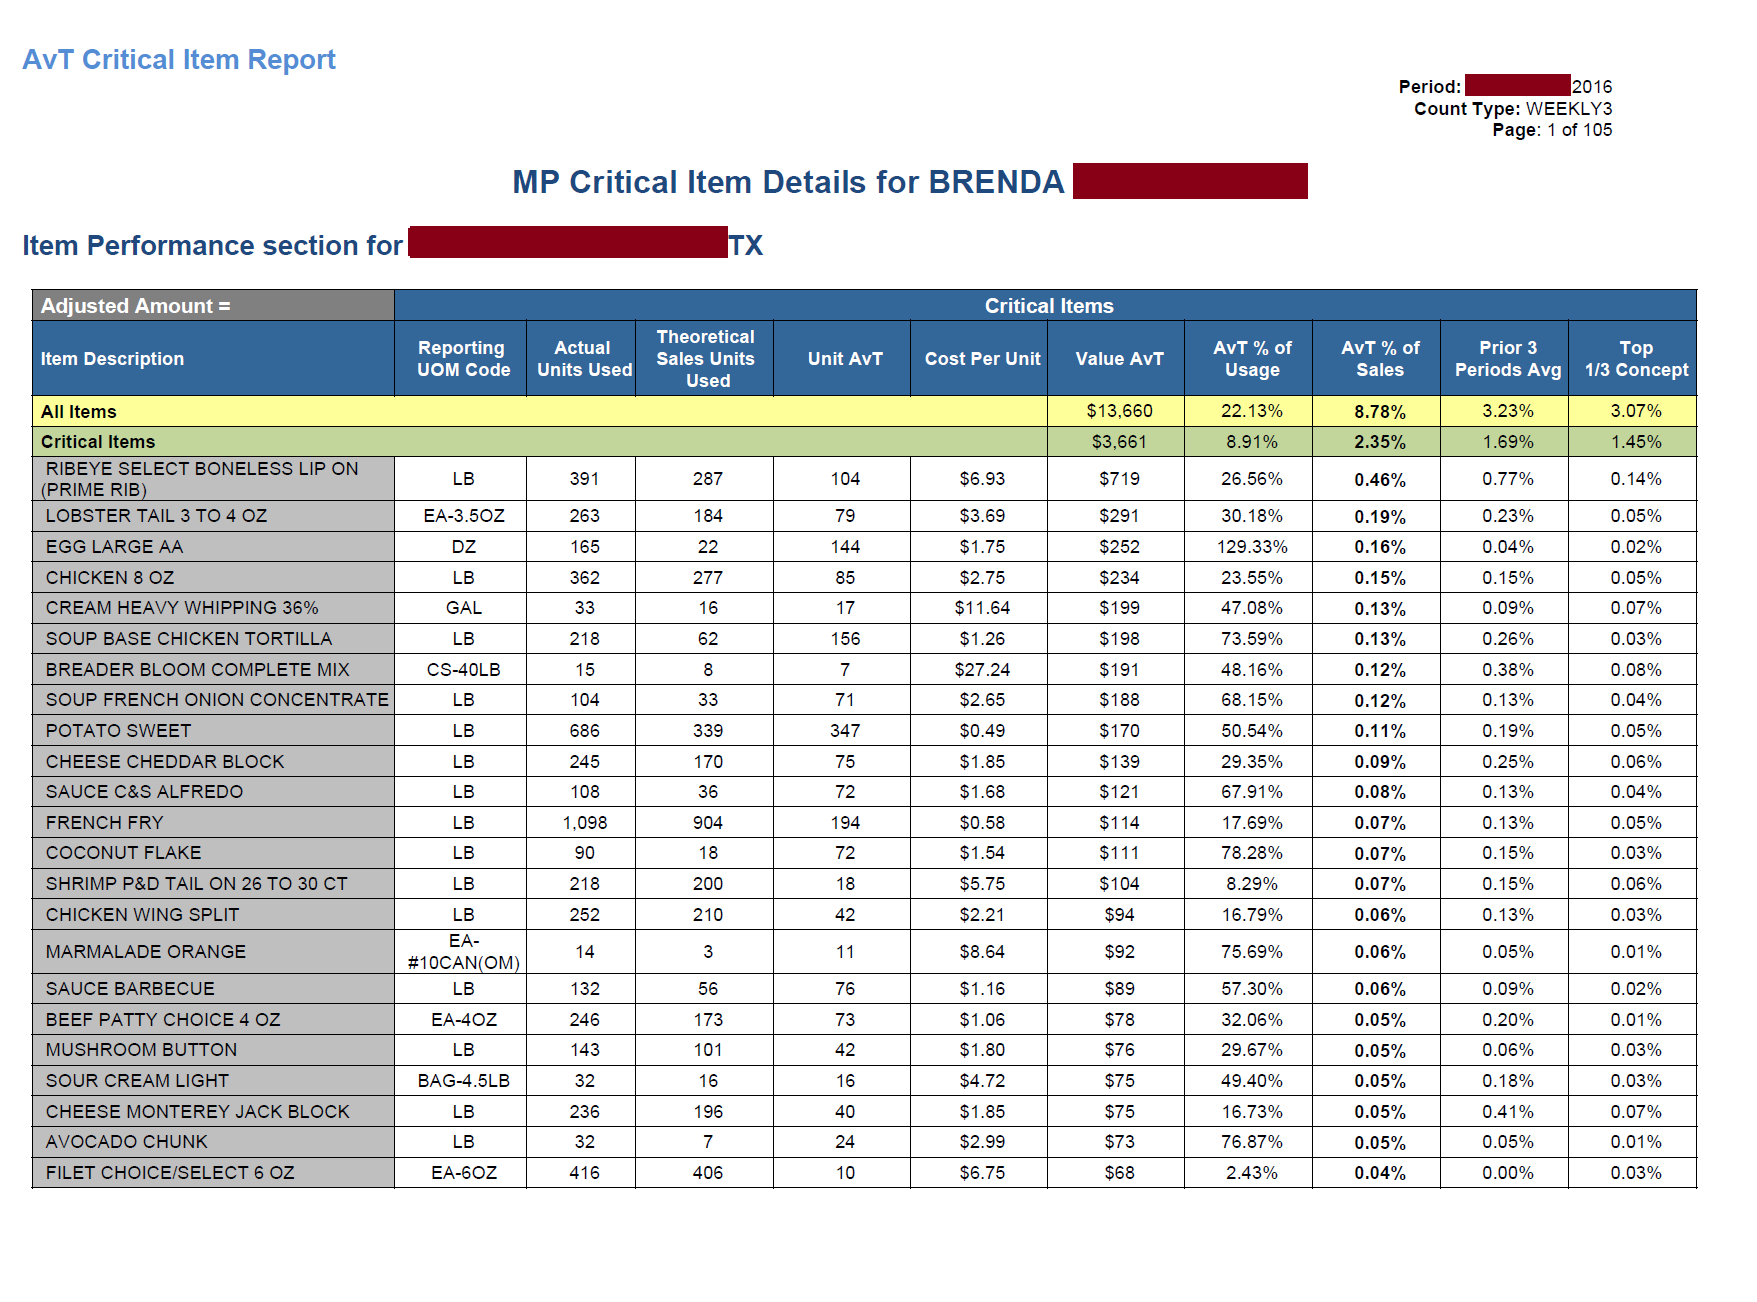 AvT Critical Item Report
Period: 2016
Count Type: WEEKLY3
Page: 1 of 105
MP Critical Item Details for BRENDA
Item Performance section for TX
Adjusted Amount = Critical Items
Item Description Reporting UOM Code Actual Units Used Theoretical Sales Units Used Unit AvT Cost Per Unit Value AvT AvT % of Usage AvT % of Sales Prior 3 Periods Avg Top 1/3 Concept
All Items $13,660 22.13% 8.78% 3.23% 3.07%
Critical Items $3,661 8.91% 2.35% 1.69% 1.45%
RIBEYE SELECT BONELESS LIP ON (PRIME RIB) LB 391 287 104 $6.93 $719 26.56% 0.46% 0.77% 0.14%
LOBSTER TAIL 3 TO 4 OZ EA-3.5OZ 263 184 79 $3.69 $291 30.18% 0.19% 0.23% 0.05%
EGG LARGE AA DZ 165 22 144 $1.75 $252 129.33% 0.16% 0.04% 0.02%
CHICKEN 8 OZ LB 362 277 85 $2.75 $234 23.55% 0.15% 0.15% 0.05%
CREAM HEAVY WHIPPING 36% GAL 33 16 17 $11.64 $199 47.08% 0.13% 0.09% 0.07%
SOUP BASE CHICKEN TORTILLA LB 218 62 156 $1.26 $198 73.59% 0.13% 0.26% 0.03%
BREADER BLOOM COMPLETE MIX CS-40LB 15 8 7 $27.24 $191 48.16% 0.12% 0.38% 0.08%
SOUP FRENCH ONION CONCENTRATE LB 104 33 71 $2.65 $188 68.15% 0.12% 0.13% 0.04%
POTATO SWEET LB 686 339 347 $0.49 $170 50.54% 0.11% 0.19% 0.05%
CHEESE CHEDDAR BLOCK LB 245 170 75 $1.85 $139 29.35% 0.09% 0.25% 0.06%
SAUCE C&S ALFREDO LB 108 36 72 $1.68 $121 67.91% 0.08% 0.13% 0.04%
FRENCH FRY LB 1,098 904 194 $0.58 $114 17.69% 0.07% 0.13% 0.05%
COCONUT FLAKE LB 90 18 72 $1.54 $111 78.28% 0.07% 0.15% 0.03%
SHRIMP P&D TAIL ON 26 TO 30 CT LB 218 200 18 $5.75 $104 8.29% 0.07% 0.15% 0.06%
CHICKEN WING SPLIT LB 252 210 42 $2.21 $94 16.79% 0.06% 0.13% 0.03%
MARMALADE ORANGE EA-#10CAN(OM) 14 3 11 $8.64 $92 75.69% 0.06% 0.05% 0.01%
SAUCE BARBECUE LB 132 56 76 $1.16 $89 57.30% 0.06% 0.09% 0.02%
BEEF PATTY CHOICE 4 OZ EA-4OZ 246 173 73 $1.06 $78 32.06% 0.05% 0.20% 0.01%
MUSHROOM BUTTON LB 143 101 42 $1.80 $76 29.67% 0.05% 0.06% 0.03%
SOUR CREAM LIGHT BAG-4.5LB 32 16 16 $4.72 $75 49.40% 0.05% 0.18% 0.03%
CHEESE MONTEREY JACK BLOCK LB 236 196 40 $1.85 $75 16.73% 0.05% 0.41% 0.07%
AVOCADO CHUNK LB 32 7 24 $2.99 $73 76.87% 0.05% 0.05% 0.01%
FILET CHOICE/SELECT 6 OZ EA-6OZ 416 406 10 $6.75 $68 2.43% 0.04% 0.00% 0.03%